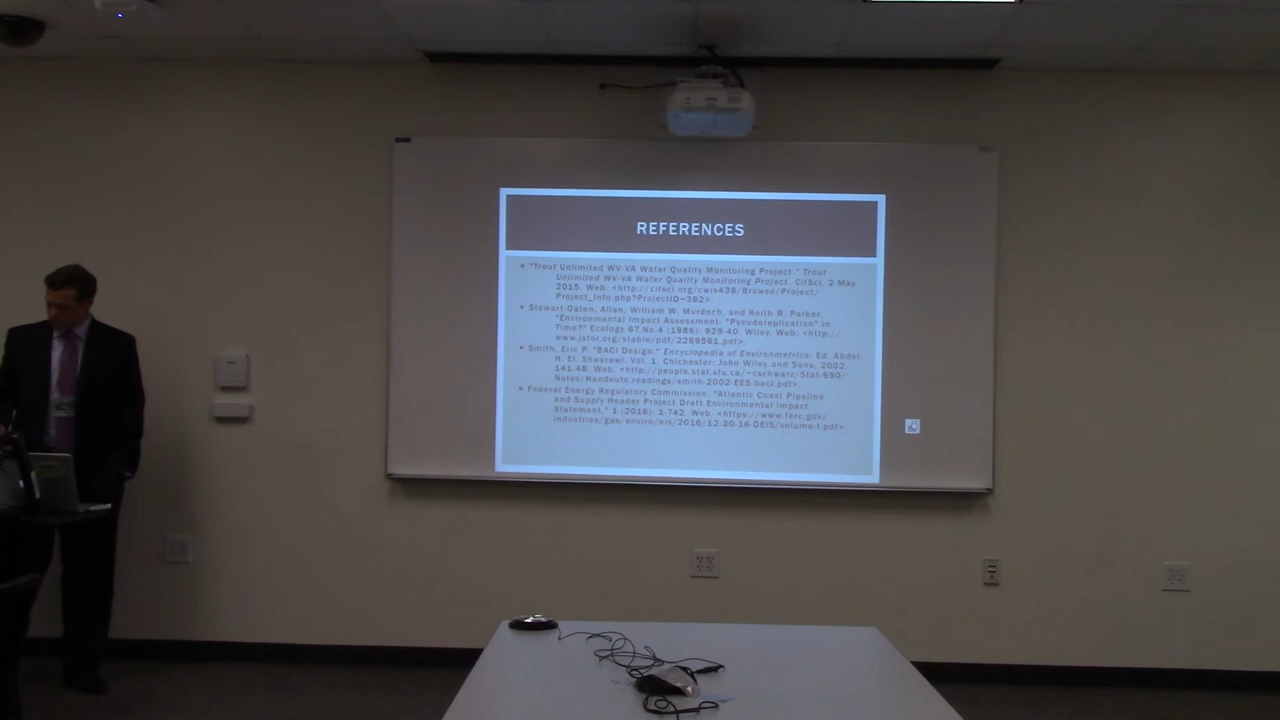 REFERENCES
"Trout Unlimited WV-VA Water Quality Monitoring Project." Trout
Unlimited WV-VA Water Quality Monitoring Project. CitSci, 2 May
2015. Web. <http://citsci.org/cwis438/Browse/Project/
Project_Info.php?ProjectID=382>.
Stewart-Oaten, Allan, William W. Murdoch, and Keith R. Parker.
"Environmental Impact Assessment: "Pseudoreplication" in
Time?" Ecology 67.No.4 (1986): 929-40. Wiley. Web. <http://
www.jstor.org/stable/pdf/2269561.pdf>.
Smith, Eric P. "BACI Design." Encyclopedia of Environmetrics. Ed. Abdel
H. El. Shaarawi. Vol. 1. Chichester: John Wiley and Sons, 2002.
141-48. Web. <http://people.stat.sfu.ca/~cschwarz/Stat-650/
Notes/Handouts.readings/smith-2002-EES-baci.pdf>.
Federal Energy Regulatory Commission. "Atlantic Coast Pipeline
and Supply Header Project Draft Environmental Impact
Statement." 1 (2016): 1-742. Web. <https://www.ferc.gov/
industries/gas/enviro/eis/2016/12-30-16-DEIS/volume-I.pdf>.